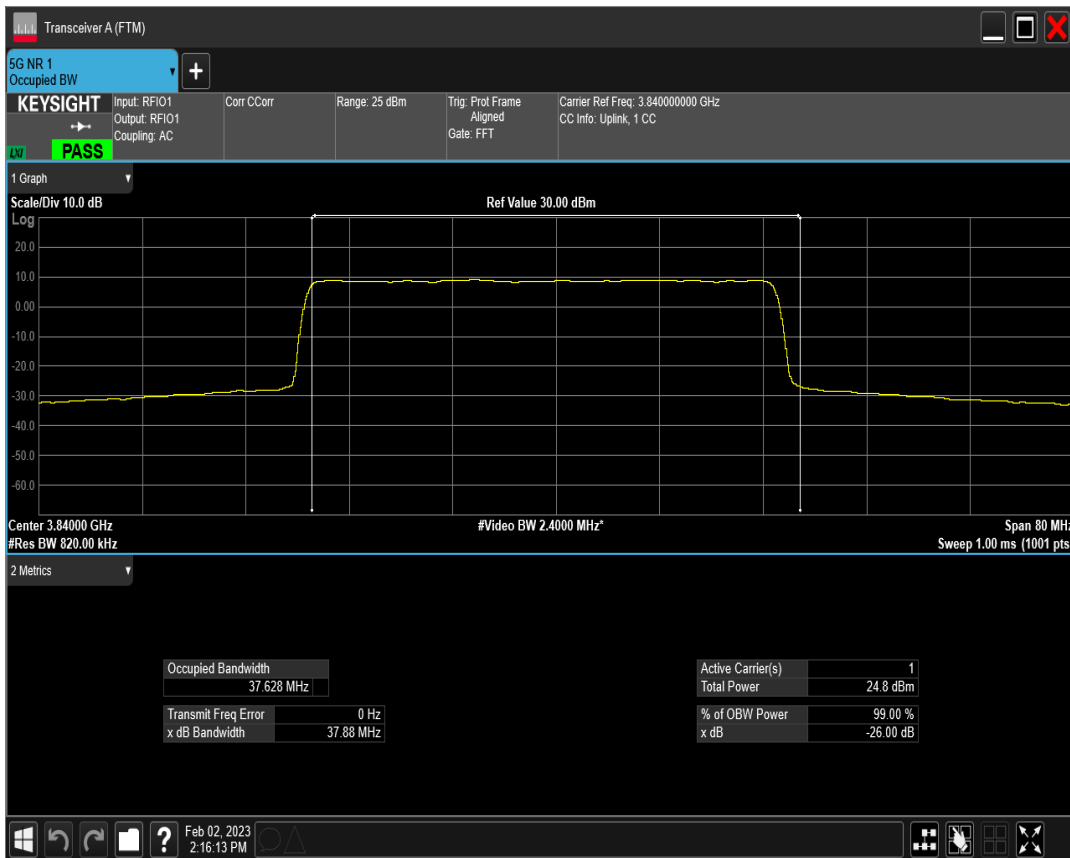 Transceiver A (FTM)
5G NR 1
Occupied BW
+
KEYSIGHT
LXI
PASS
Input: RFIO1
Output: RFIO1
Coupling: AC
Corr CCorr
Range: 25 dBm
Trig: Prot Frame
Aligned
Gate: FFT
Carrier Ref Freq: 3.840000000 GHz
CC Info: Uplink, 1 CC
1 Graph
Scale/Div 10.0 dB
Ref Value 30.00 dBm
Log
20.0
10.0
0.00
-10.0
-20.0
-30.0
-40.0
-50.0
-60.0
Center 3.84000 GHz
#Video BW 2.4000 MHz*
Span 80 MHz
#Res BW 820.00 kHz
Sweep 1.00 ms (1001 pts
2 Metrics
Occupied Bandwidth
37.628 MHz
Transmit Freq Error 0 Hz
x dB Bandwidth 37.88 MHz
Active Carrier(s) 1
Total Power 24.8 dBm
% of OBW Power 99.00 %
x dB -26.00 dB
?
Feb 02, 2023
2:16:13 PM